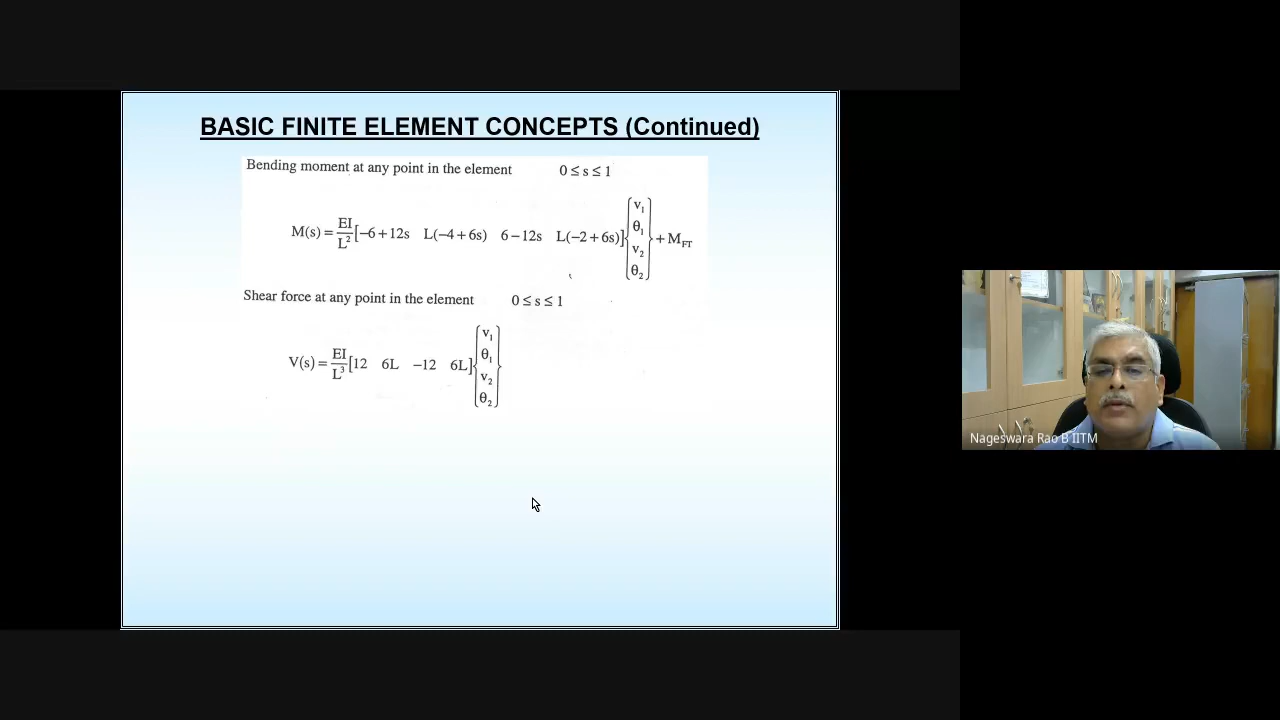 BASIC FINITE ELEMENT CONCEPTS (Continued)
Bending moment at any point in the element 0 ≤ s ≤ 1
M(s) = EI/L² [−6+12s L(−4+6s) 6−12s L(−2+6s)] {v₁ θ₁ v₂ θ₂} + M_FT
Shear force at any point in the element 0 ≤ s ≤ 1
V(s) = EI/L³ [12 6L −12 6L] {v₁ θ₁ v₂ θ₂}
Nageswara Rao B IITM